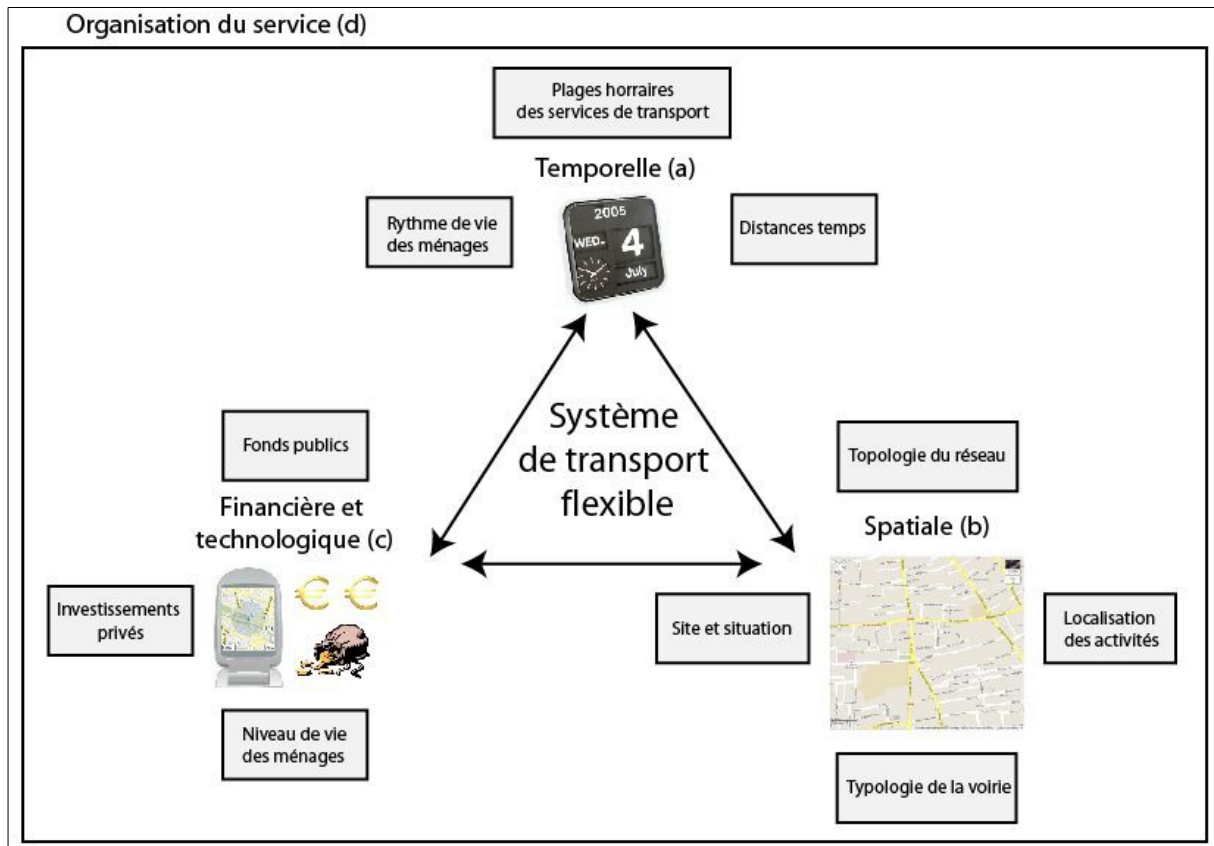 Organisation du service (d)
Plages horraires
des services de transport
Temporelle (a)
Rythme de vie
des ménages
2005
WED.
4
July
Distances temps
Système
de transport
flexible
Fonds publics
Financière et
technologique (c)
Investissements
privés
Niveau de vie
des ménages
Topologie du réseau
Spatiale (b)
Site et situation
Localisation
des activités
Typologie de la voirie